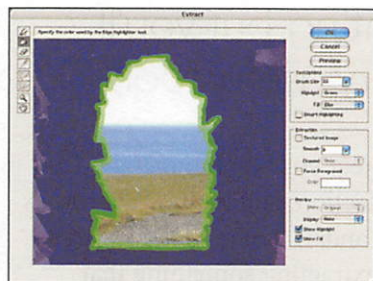 Extract
Specify the color used by the Edge Highlighter tool.
OK
Cancel
Preview
Tool Options
Brush Size:
Highlight: Green
Fill: Blue
Smart Highlighting
Extraction
Textured Image
Smooth:
Channel:
Force Foreground
Color:
Preview
Show:
Display: None
Show Highlight
Show Fill